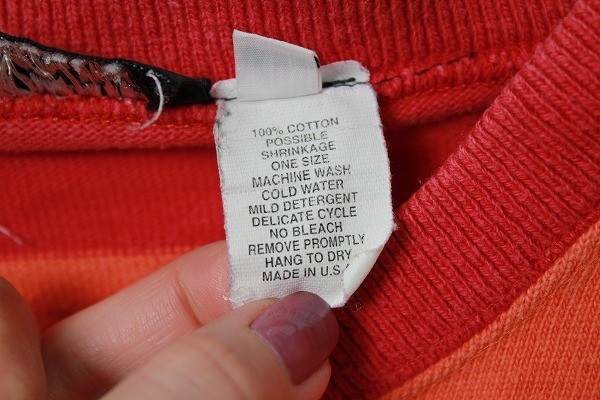 100% COTTON
POSSIBLE
SHRINKAGE
ONE SIZE
MACHINE WASH
COLD WATER
MILD DETERGENT
DELICATE CYCLE
NO BLEACH
REMOVE PROMPTLY
HANG TO DRY
MADE IN U.S.A